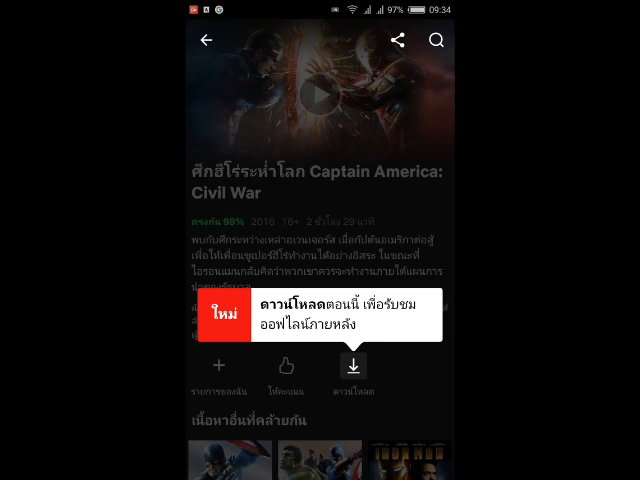 97% 09:34
ศึกฮีโร่ระห่ำโลก Captain America:
Civil War
ตรงกัน 98% 2016 16+ 2 ชั่วโมง 29 นาที
พบกับศึกระหว่างเหล่าอเวนเจอร์ส เมื่อกัปตันอเมริกาต่อสู้
เพื่อให้เพื่อนซูเปอร์ฮีโร่ทำงานได้อย่างอิสระ ในขณะที่
ไอรอนแมนกลับคิดว่าพวกเขาควรจะทำงานภายใต้แผนการ
ใหม่
ดาวน์โหลดตอนนี้ เพื่อรับชม
ออฟไลน์ภายหลัง
รายการของฉัน ให้คะแนน ดาวน์โหลด
เนื้อหาอื่นที่คล้ายกัน
IRON MAN